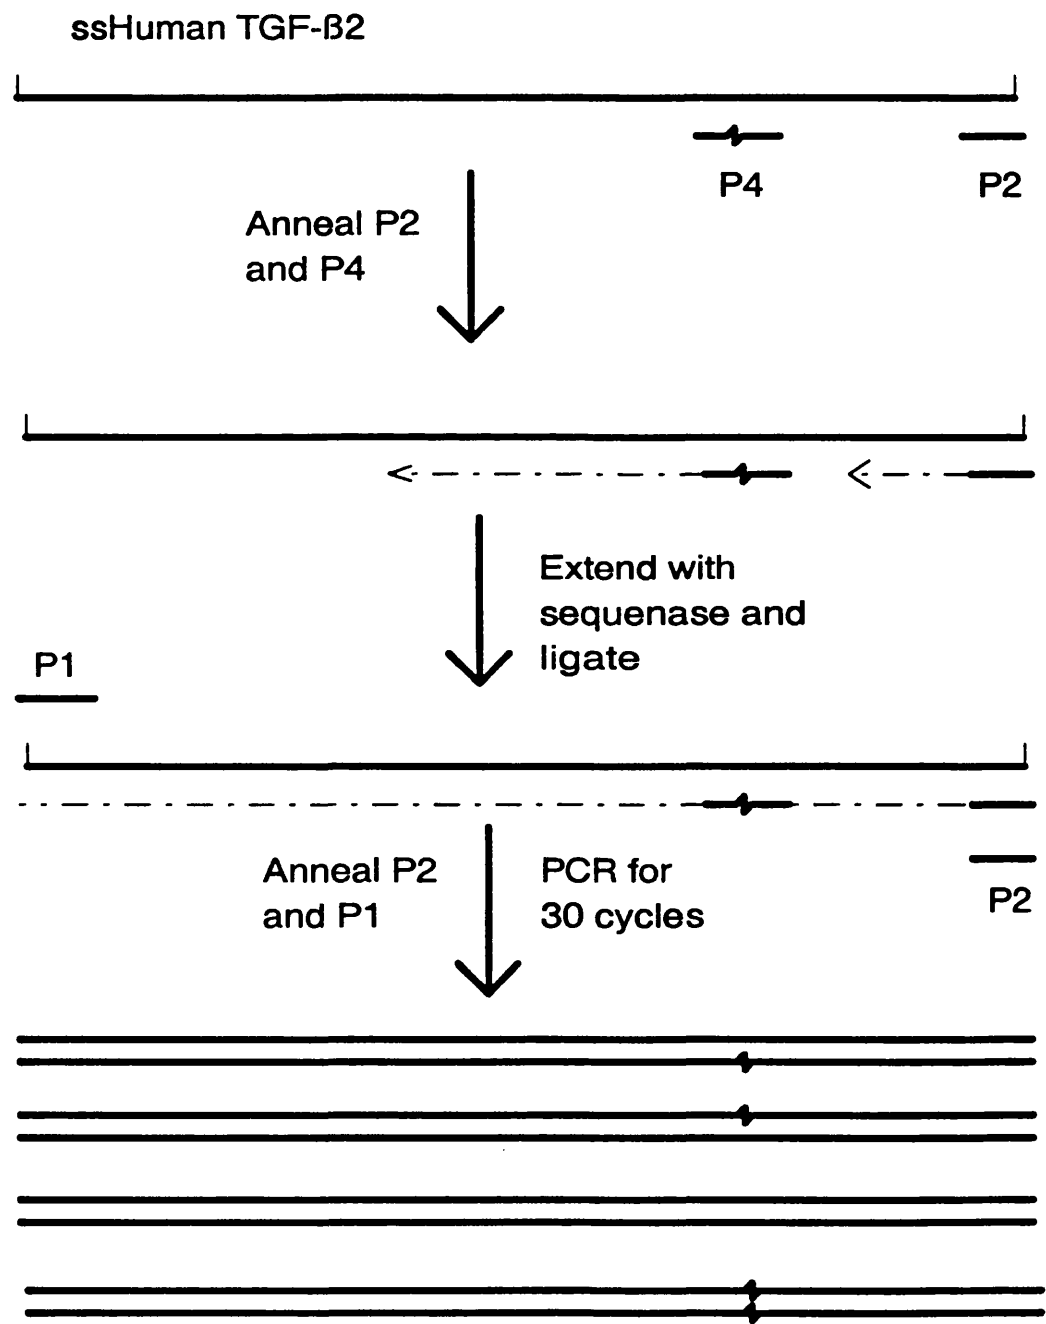 ssHuman TGF-ß2
P4
P2
Anneal P2
and P4
Extend with
sequenase and
ligate
P1
Anneal P2
and P1
PCR for
30 cycles
P2